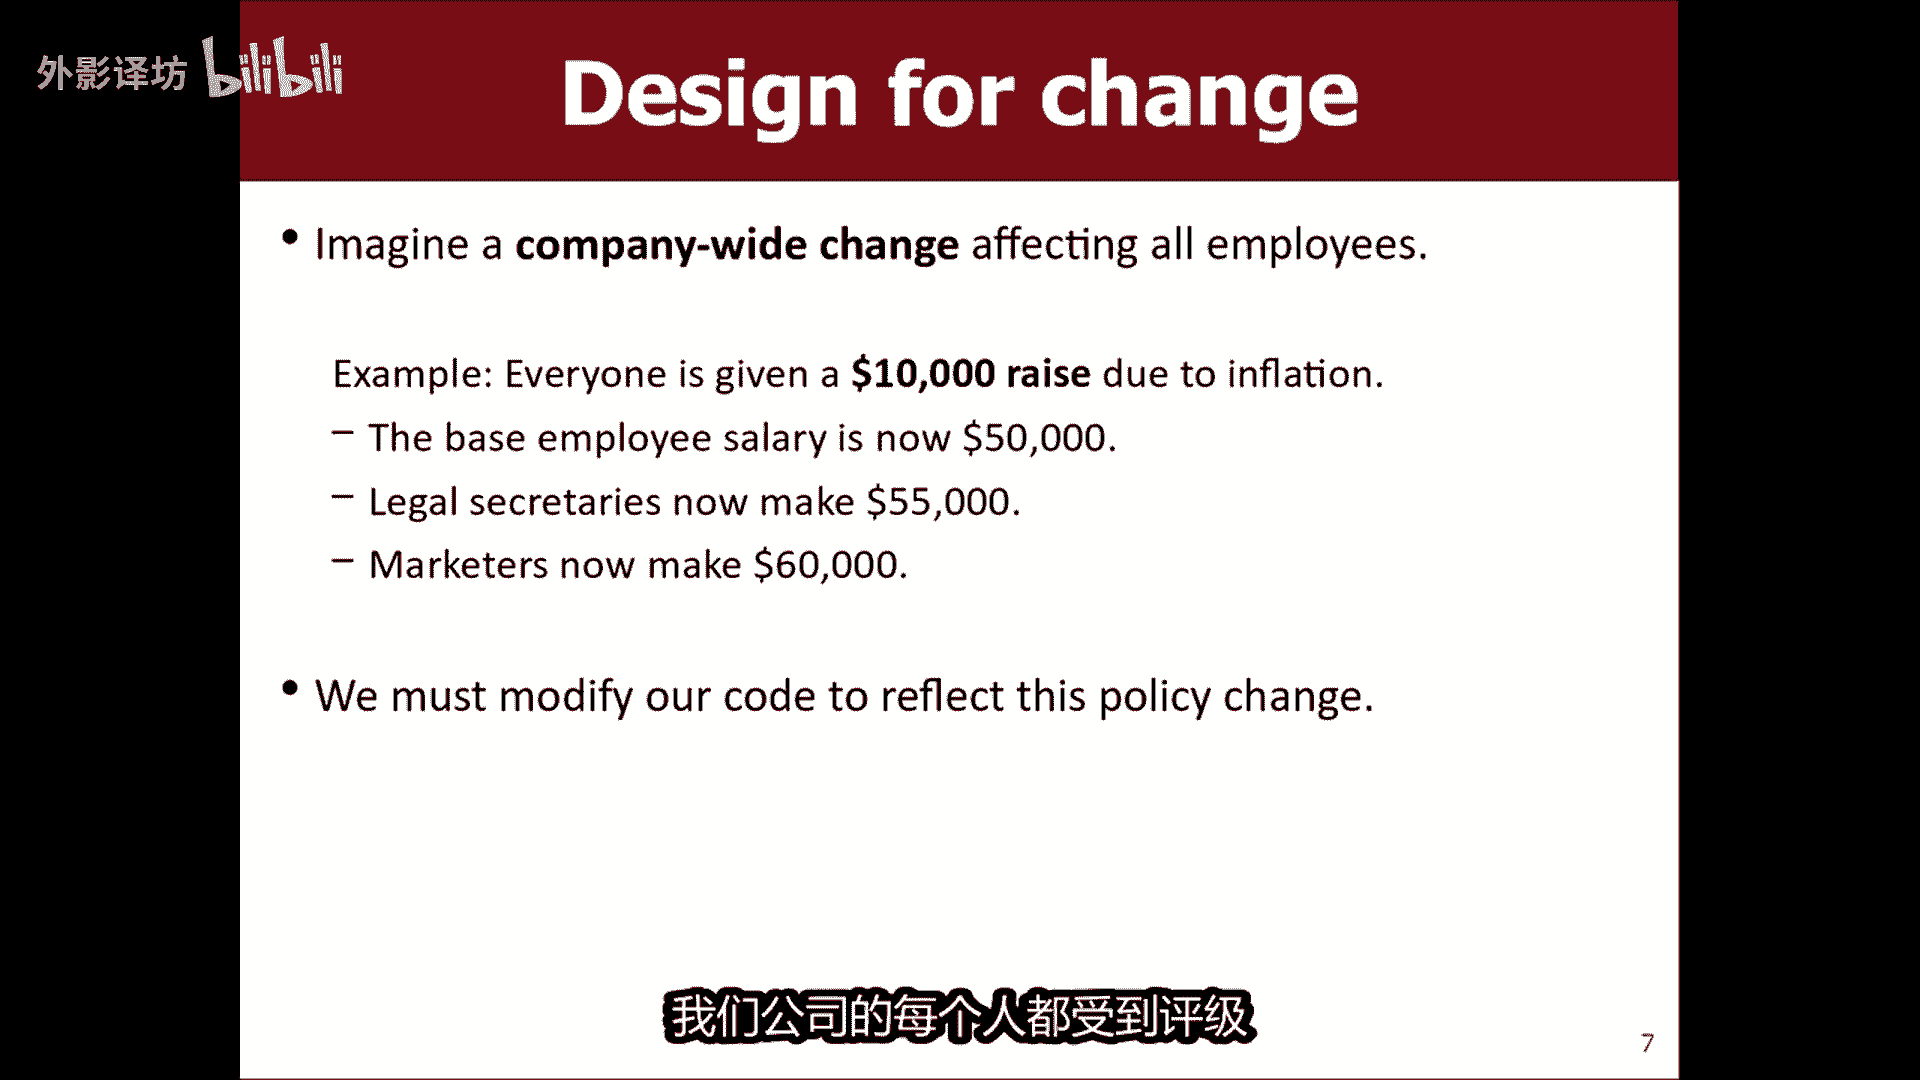 外影译坊 bilibili
Design for change
• Imagine a company-wide change affecting all employees.
Example: Everyone is given a $10,000 raise due to inflation.
– The base employee salary is now $50,000.
– Legal secretaries now make $55,000.
– Marketers now make $60,000.
• We must modify our code to reflect this policy change.
我们公司的每个人都受到评级
7